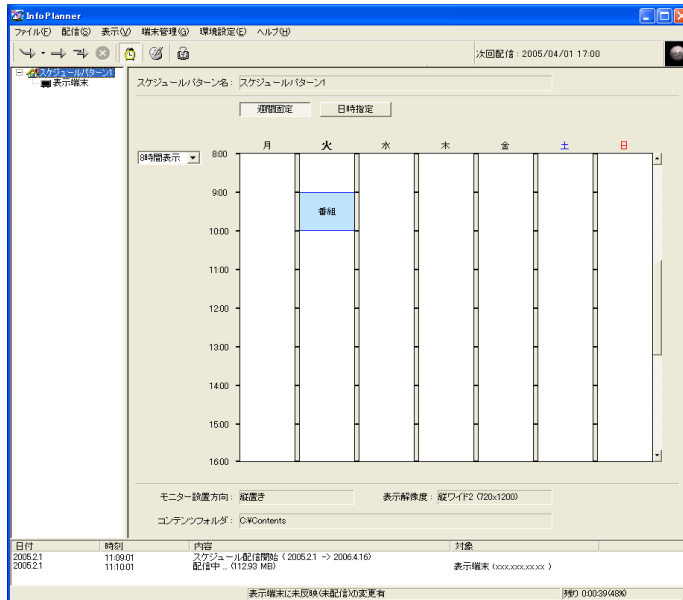 InfoPlanner
ファイル(F) 配信(S) 表示(V) 端末管理(G) 環境設定(E) ヘルプ(H)
次回配信 : 2005/04/01 17:00
スケジュールパターン1
表示端末
スケジュールパターン名 : スケジュールパターン1
週間固定 日時指定
8時間表示
月 火 水 木 金 土 日
8:00
9:00
番組
10:00
11:00
12:00
13:00
14:00
15:00
16:00
モニター設置方向 : 縦置き 表示解像度 : 縦ワイド2 (720x1200)
コンテンツフォルダ : C:¥Contents
日付 時刻 内容 対象
2005.2.1 11:09:01 スケジュール配信開始 ( 2005.2.1 -> 2006.4.16)
2005.2.1 11:10:01 配信中 .. (112.93 MB) 表示端末 (xxx.xxx.xx.xx )
表示端末に未反映(未配信)の変更有 残り 0:00:39(48%)